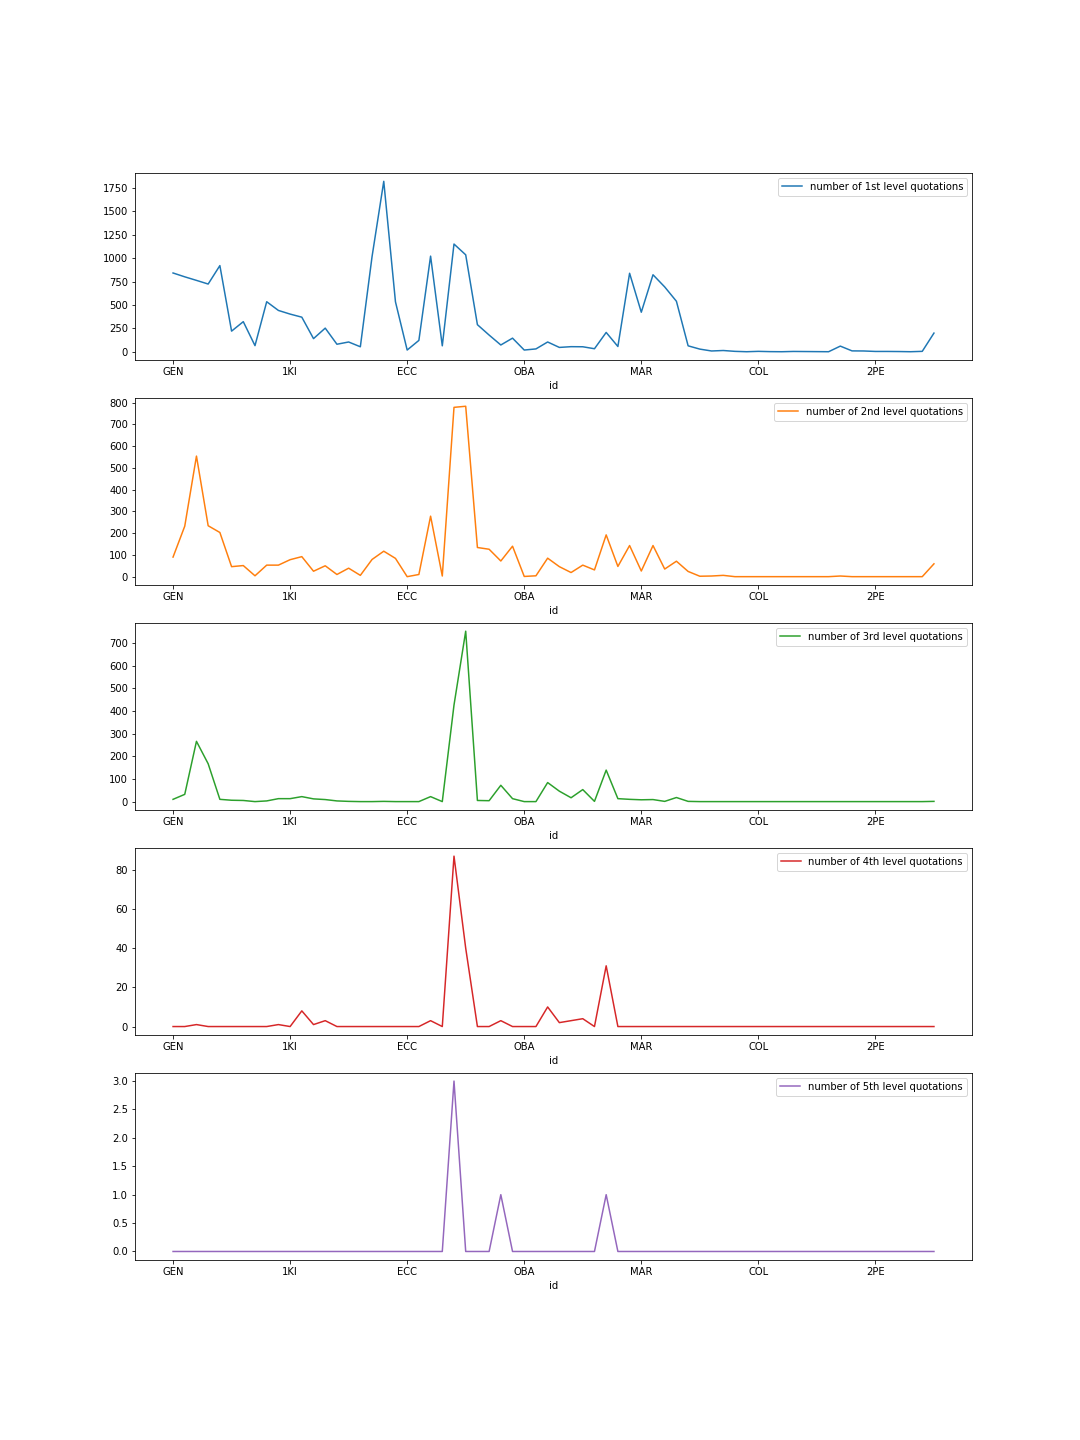 number of 1st level quotations
1750
1500
1250
1000
750
500
250
0
GEN 1KI ECC OBA MAR COL 2PE
id
number of 2nd level quotations
800
700
600
500
400
300
200
100
0
GEN 1KI ECC OBA MAR COL 2PE
id
number of 3rd level quotations
700
600
500
400
300
200
100
0
GEN 1KI ECC OBA MAR COL 2PE
id
number of 4th level quotations
80
60
40
20
0
GEN 1KI ECC OBA MAR COL 2PE
id
number of 5th level quotations
3.0
2.5
2.0
1.5
1.0
0.5
0.0
GEN 1KI ECC OBA MAR COL 2PE
id